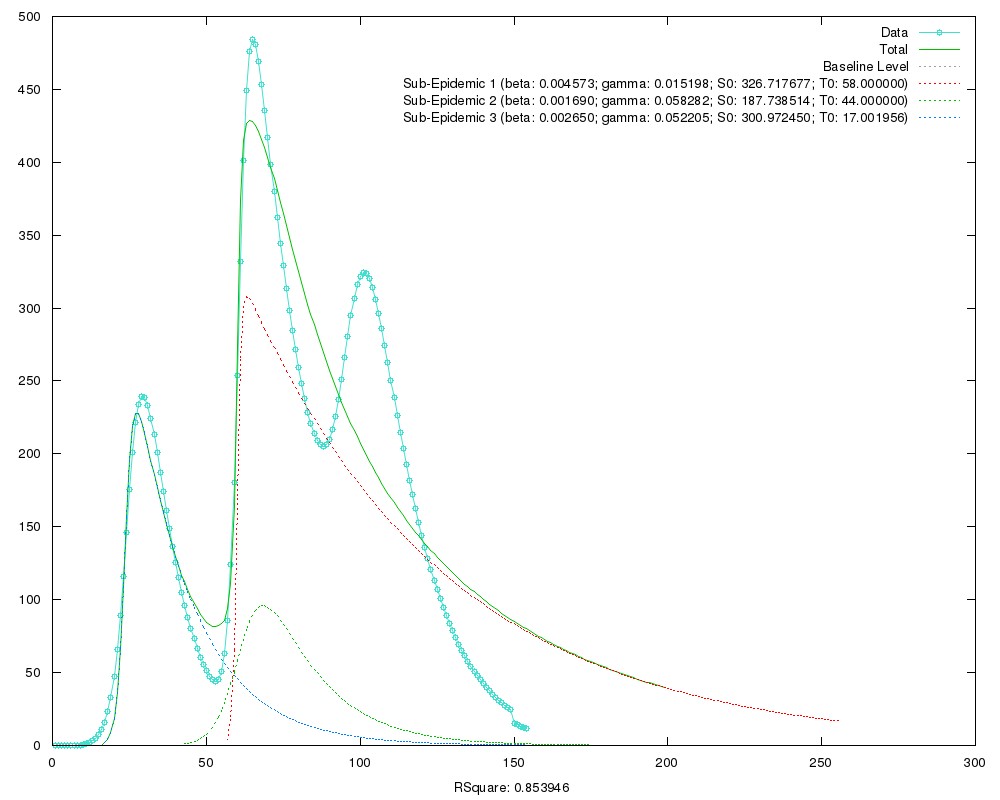 500
450
400
350
300
250
200
150
100
50
0
Data
Total
Baseline Level
Sub-Epidemic 1 (beta: 0.004573; gamma: 0.015198; S0: 326.717677; T0: 58.000000)
Sub-Epidemic 2 (beta: 0.001690; gamma: 0.058282; S0: 187.738514; T0: 44.000000)
Sub-Epidemic 3 (beta: 0.002650; gamma: 0.052205; S0: 300.972450; T0: 17.001956)
0 50 100 150 200 250 300
RSquare: 0.853946